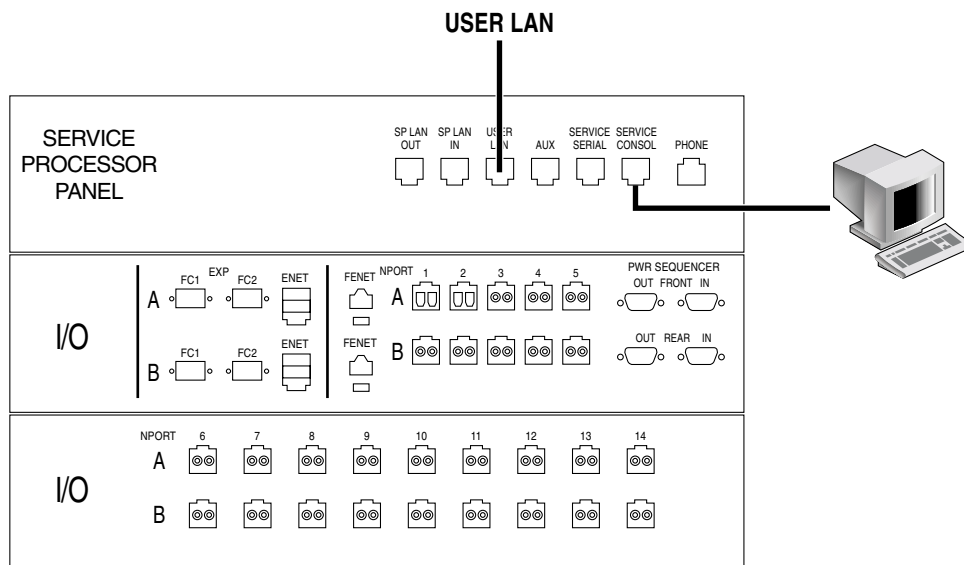 USER LAN
SERVICE
PROCESSOR
PANEL
SP LAN
OUT
SP LAN
IN
USER
LAN
AUX
SERVICE
SERIAL
SERVICE
CONSOL
PHONE
I/O
EXP
A
FC1
FC2
ENET
B
FC1
FC2
ENET
FENET
FENET
NPORT 1 2 3 4 5
A
B
PWR SEQUENCER
OUT FRONT IN
OUT REAR IN
I/O
NPORT 6 7 8 9 10 11 12 13 14
A
B